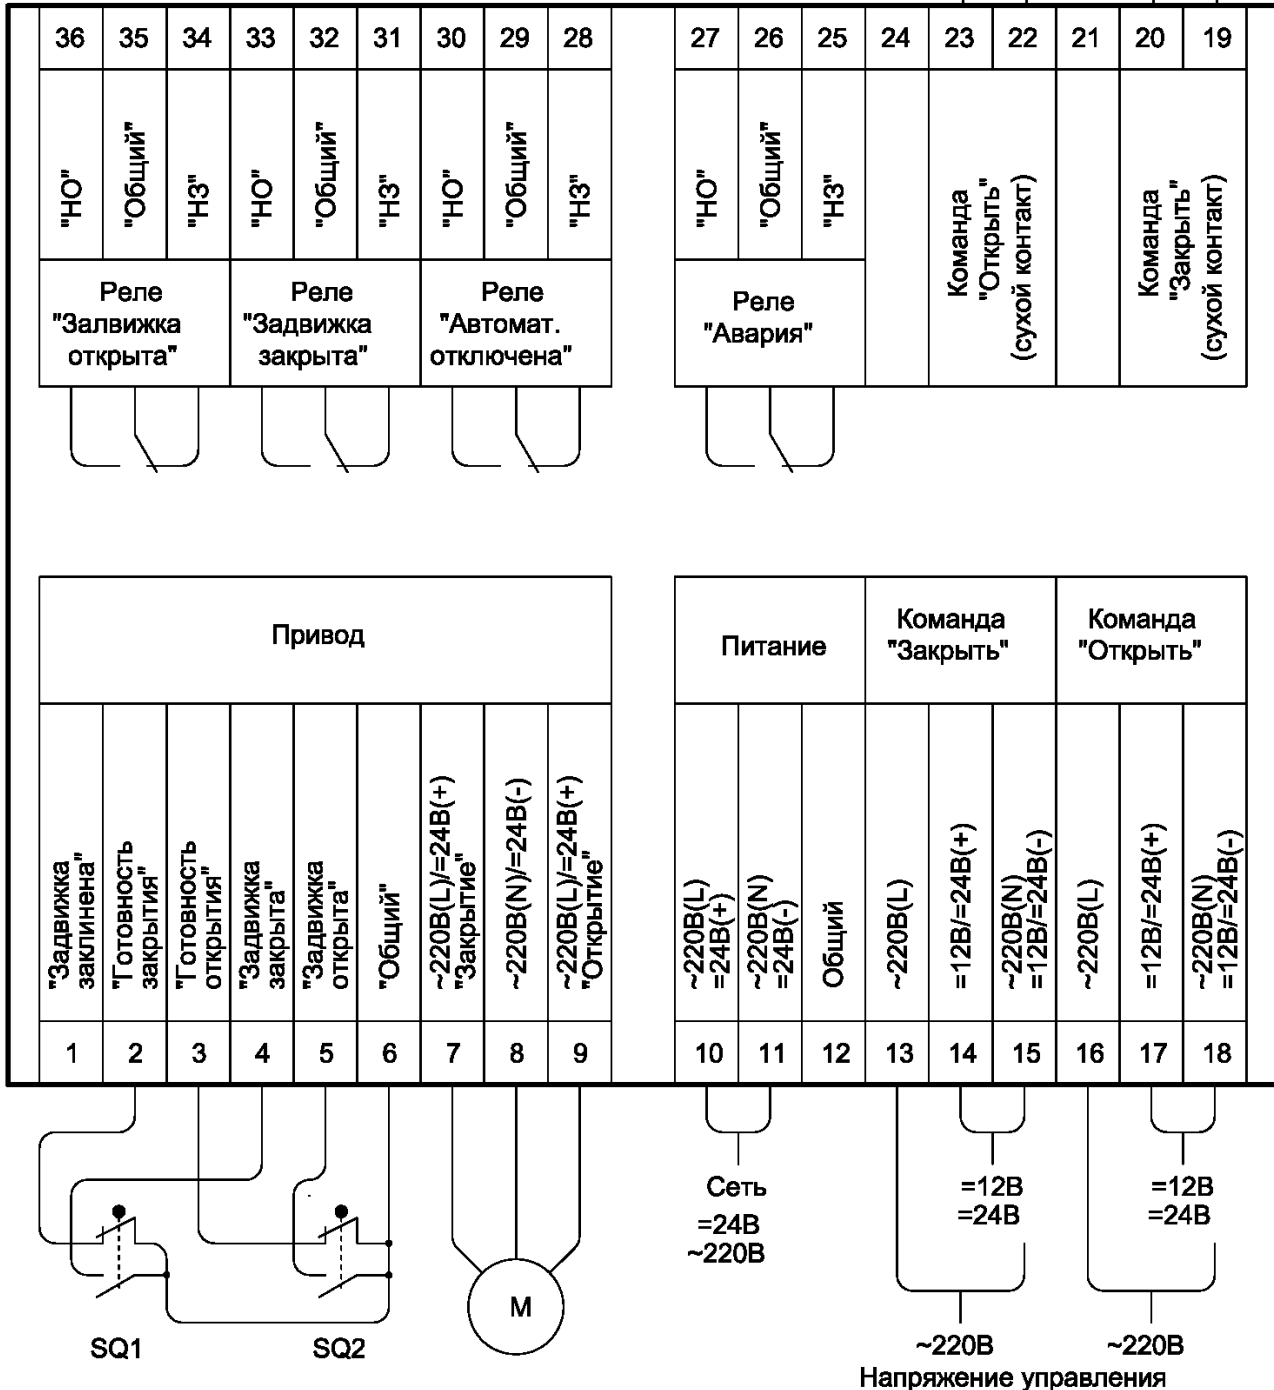 36 35 34 33 32 31 30 29 28 27 26 25 24 23 22 21 20 19
"НО"
"Общий"
"НЗ"
"НО"
"Общий"
"НЗ"
"НО"
"Общий"
"НЗ"
"НО"
"Общий"
"НЗ"
Команда
"Открыть"
(сухой контакт)
Команда
"Закрыть"
(сухой контакт)
Реле
"Залвижка
открыта"
Реле
"Задвижка
закрыта"
Реле
"Автомат.
отключена"
Реле
"Авария"
Привод
Питание
Команда
"Закрыть"
Команда
"Открыть"
"Задвижка
заклинена"
"Готовность
закрытия"
"Готовность
открытия"
"Задвижка
закрыта"
"Задвижка
открыта"
"Общий"
~220В(L)/=24В(+)
"Закрытие"
~220В(N)/=24В(-)
~220В(L)/=24В(+)
"Открытие"
~220В(L)
=24В(+)
~220В(N)
=24В(-)
Общий
~220В(L)
=12В/=24В(+)
~220В(N)
=12В/=24В(-)
~220В(L)
=12В/=24В(+)
~220В(N)
=12В/=24В(-)
1 2 3 4 5 6 7 8 9 10 11 12 13 14 15 16 17 18
Сеть
=24В
~220В
=12В
=24В
=12В
=24В
М
SQ1
SQ2
~220В
~220В
Напряжение управления